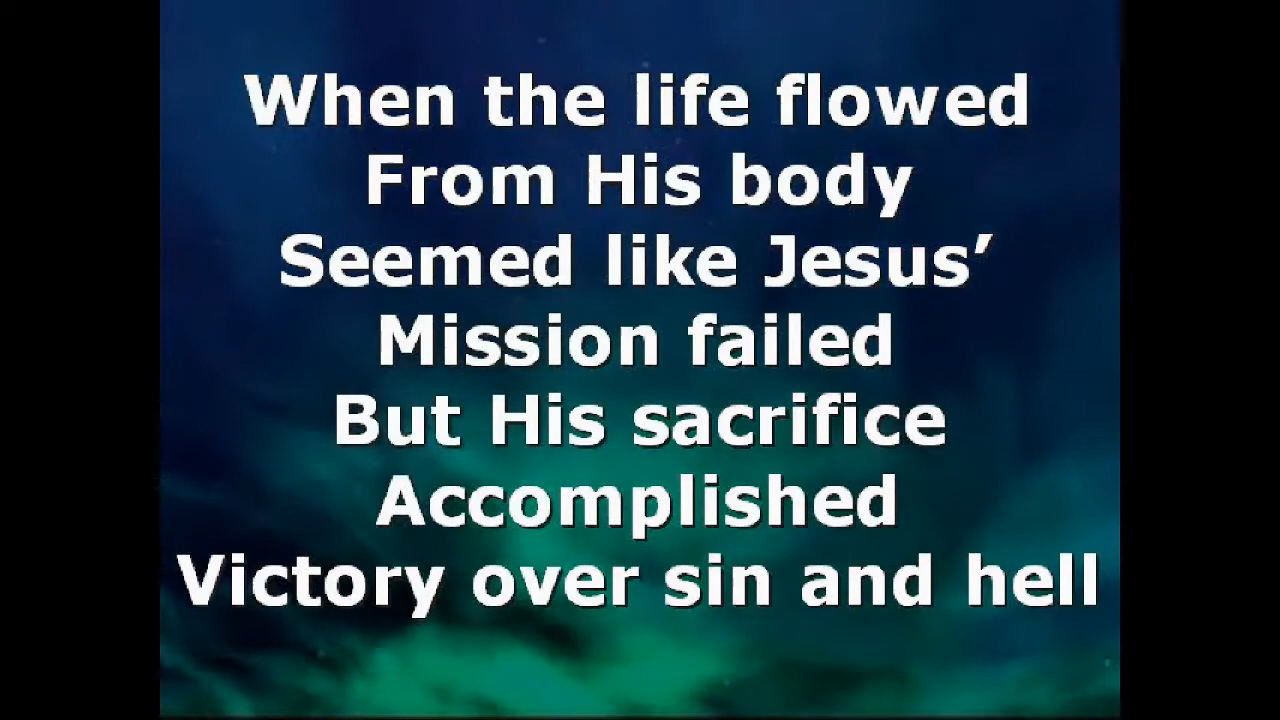 When the life flowed
From His body
Seemed like Jesus’
Mission failed
But His sacrifice
Accomplished
Victory over sin and hell